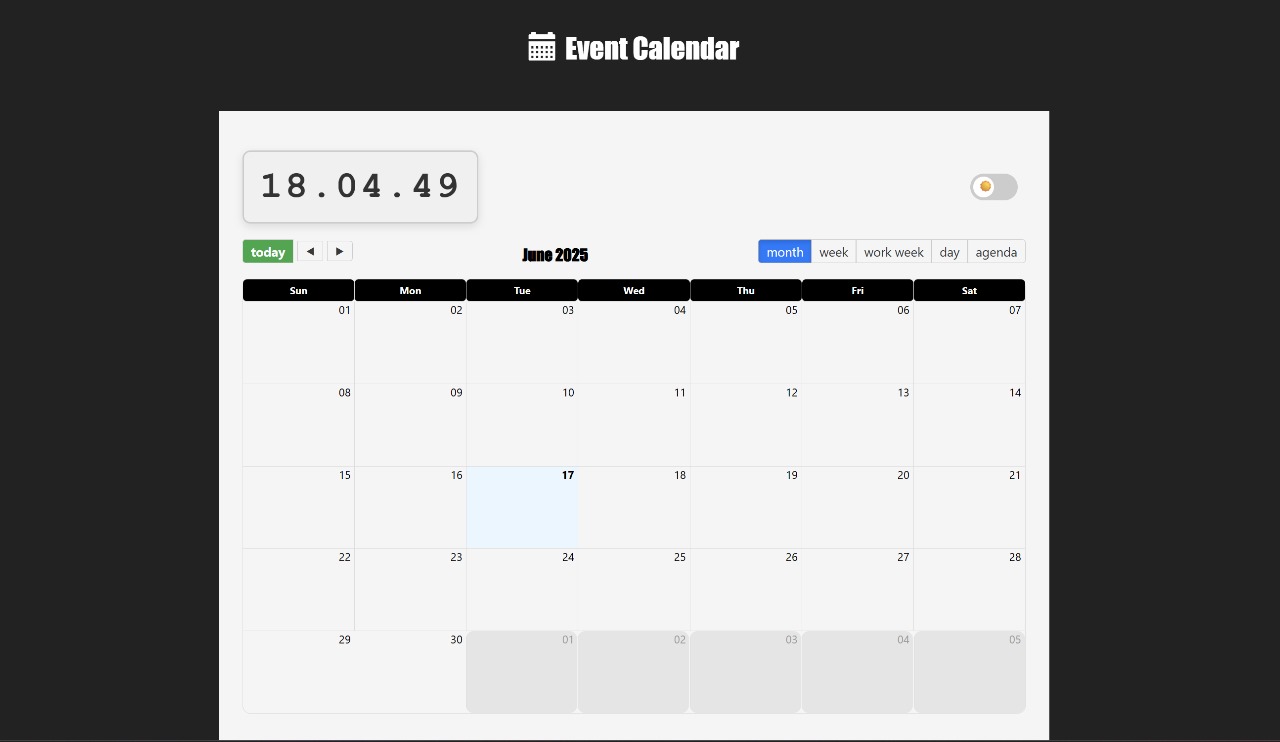 Event Calendar
18.04.49
today ◄ ► June 2025 month week work week day agenda
Sun Mon Tue Wed Thu Fri Sat
01 02 03 04 05 06 07
08 09 10 11 12 13 14
15 16 17 18 19 20 21
22 23 24 25 26 27 28
29 30 01 02 03 04 05